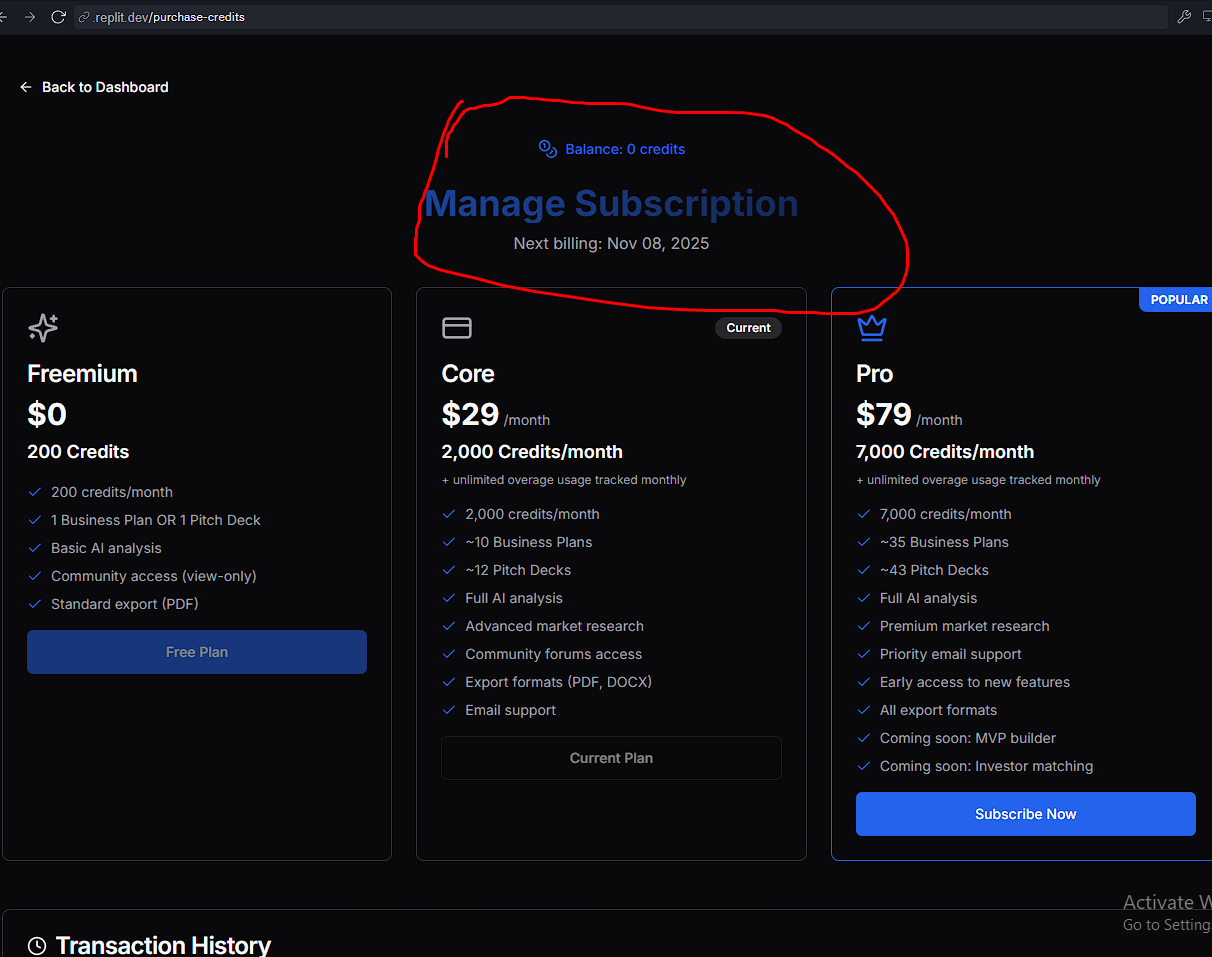 .replit.dev/purchase-credits
Back to Dashboard
Balance: 0 credits
Manage Subscription
Next billing: Nov 08, 2025
Freemium
$0
200 Credits
200 credits/month
1 Business Plan OR 1 Pitch Deck
Basic AI analysis
Community access (view-only)
Standard export (PDF)
Free Plan
Current
Core
$29 /month
2,000 Credits/month
+ unlimited overage usage tracked monthly
2,000 credits/month
~10 Business Plans
~12 Pitch Decks
Full AI analysis
Advanced market research
Community forums access
Export formats (PDF, DOCX)
Email support
Current Plan
POPULAR
Pro
$79 /month
7,000 Credits/month
+ unlimited overage usage tracked monthly
7,000 credits/month
~35 Business Plans
~43 Pitch Decks
Full AI analysis
Premium market research
Priority email support
Early access to new features
All export formats
Coming soon: MVP builder
Coming soon: Investor matching
Subscribe Now
Activate W
Go to Setting
Transaction History